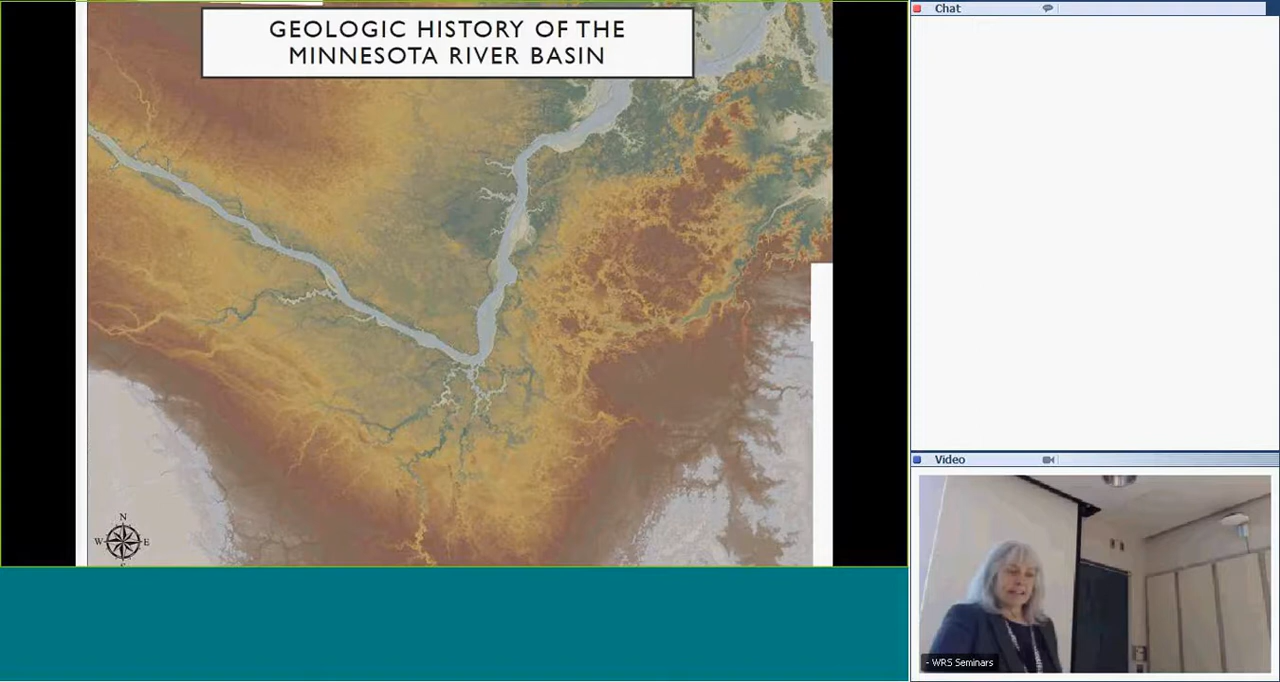 GEOLOGIC HISTORY OF THE
MINNESOTA RIVER BASIN
N
W E
S
Chat
Video
- WRS Seminars